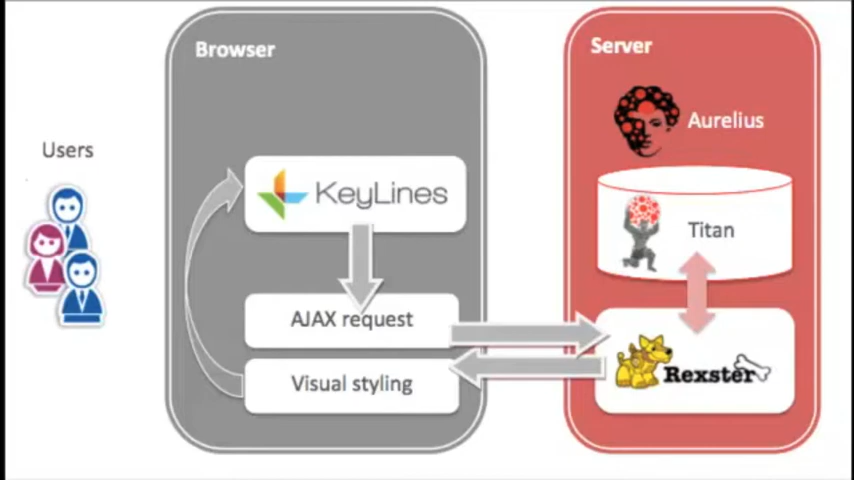 Browser
Server
Aurelius
Users
KeyLines
Titan
AJAX request
Rexster
Visual styling